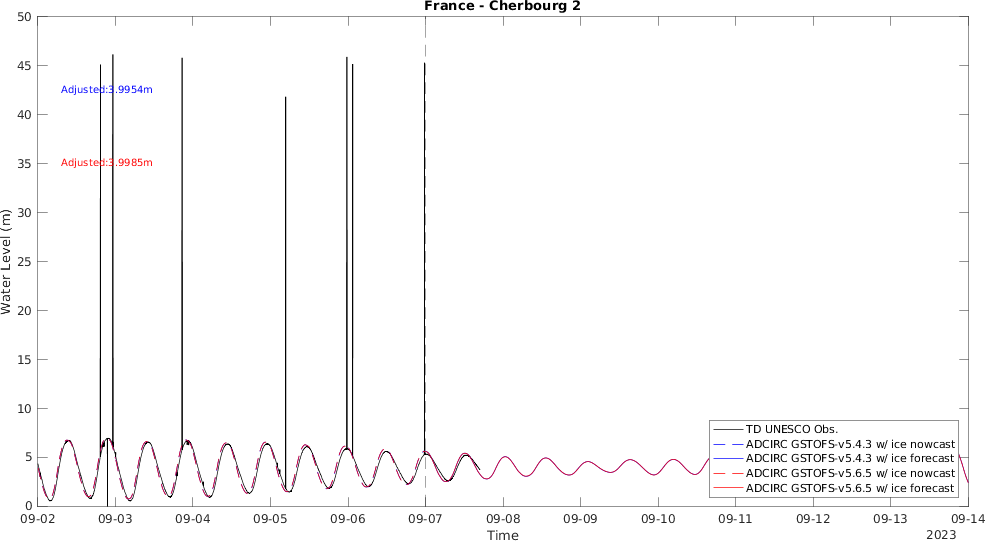 France - Cherbourg 2
50
45
40
35
30
25
20
15
10
5
0
Water Level (m)
Adjusted:3.9954m
Adjusted:3.9985m
TD UNESCO Obs.
ADCIRC GSTOFS-v5.4.3 w/ ice nowcast
ADCIRC GSTOFS-v5.4.3 w/ ice forecast
ADCIRC GSTOFS-v5.6.5 w/ ice nowcast
ADCIRC GSTOFS-v5.6.5 w/ ice forecast
09-02 09-03 09-04 09-05 09-06 09-07 09-08 09-09 09-10 09-11 09-12 09-13 09-14
Time
2023